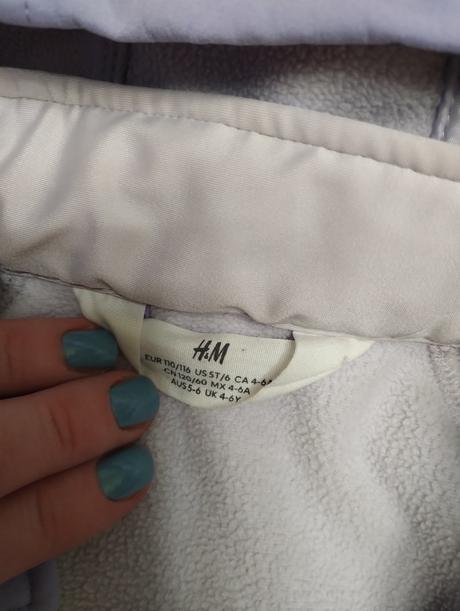 H&M
EUR 110/116 US 5T/6 CA 4-6A
CN 120/60 MX 4-6A
AUS 5-6 UK 4-6Y